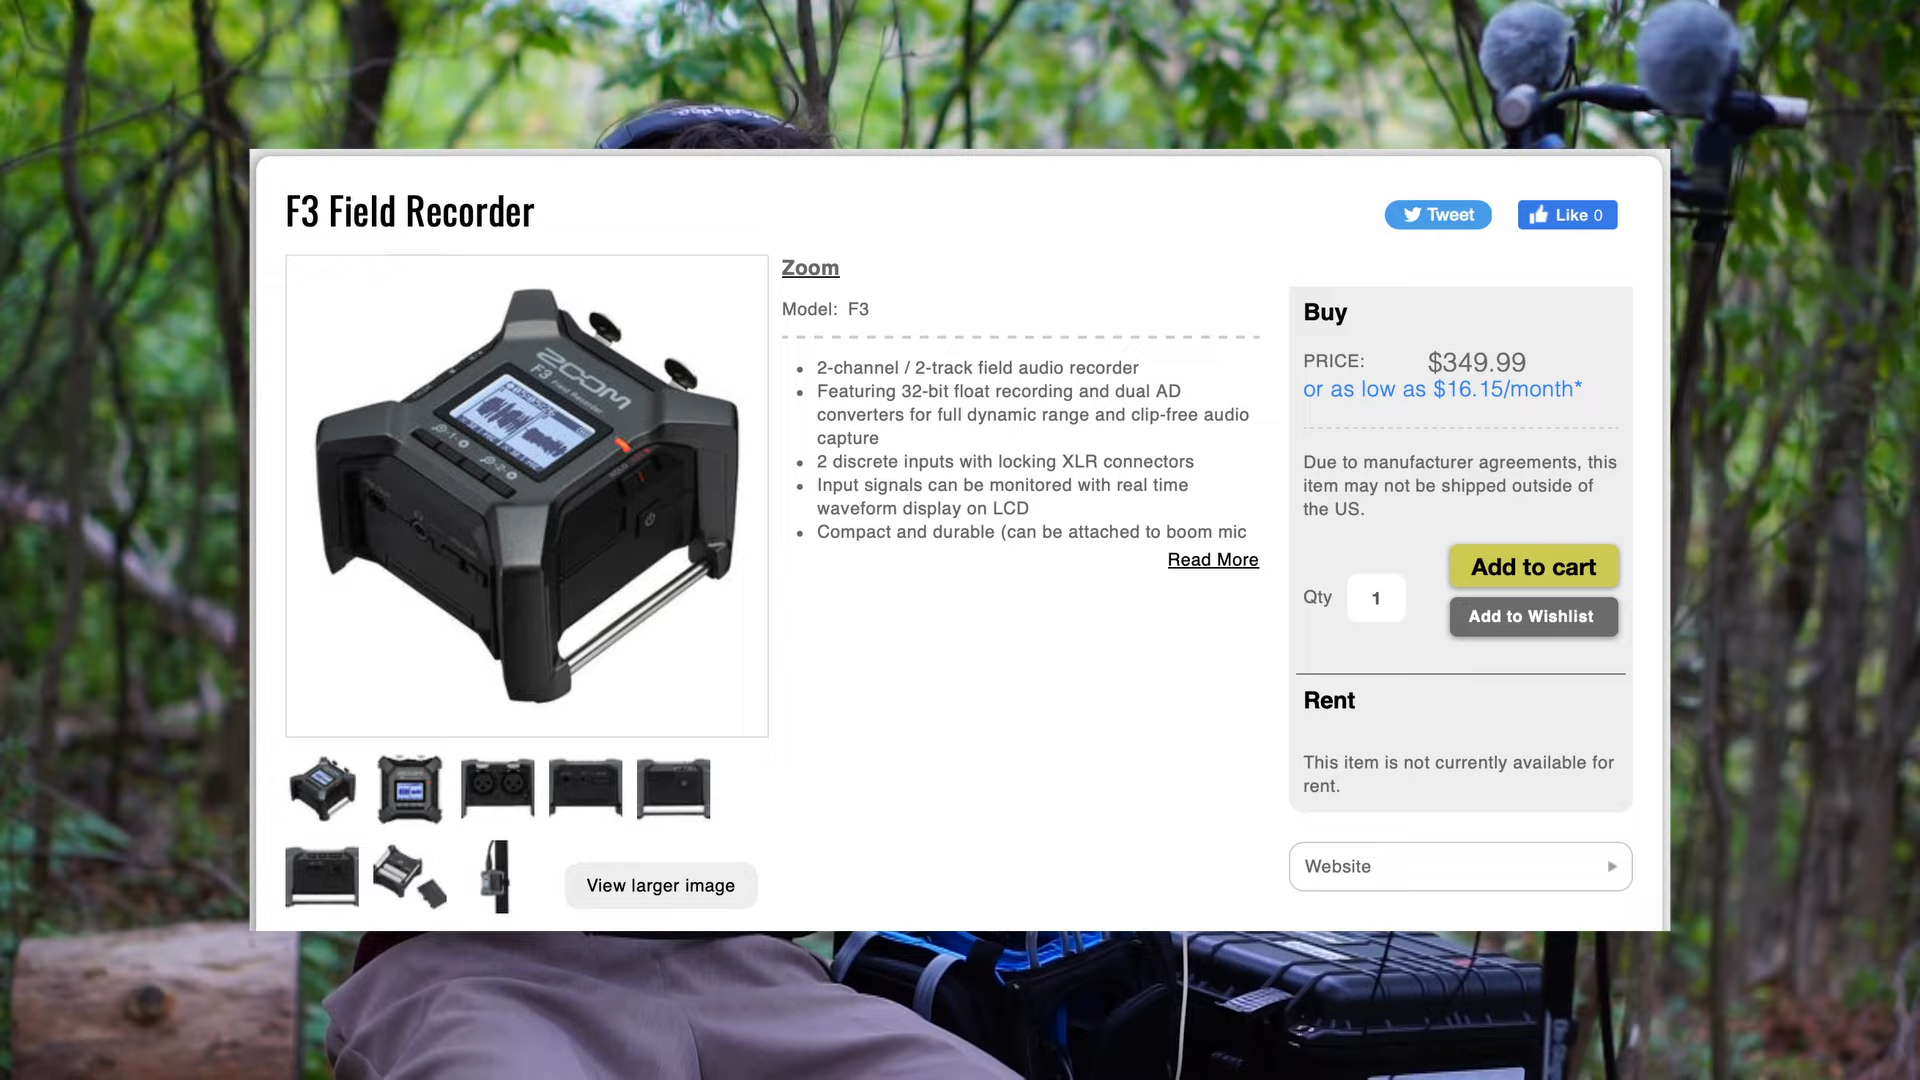 F3 Field Recorder
Tweet
Like 0
Zoom
Model: F3
2-channel / 2-track field audio recorder
Featuring 32-bit float recording and dual AD
converters for full dynamic range and clip-free audio
capture
2 discrete inputs with locking XLR connectors
Input signals can be monitored with real time
waveform display on LCD
Compact and durable (can be attached to boom mic
Read More
Buy
PRICE: $349.99
or as low as $16.15/month*
Due to manufacturer agreements, this
item may not be shipped outside of
the US.
Qty 1
Add to cart
Add to Wishlist
Rent
This item is not currently available for
rent.
Website
ZOOM
F3 Field Recorder
View larger image